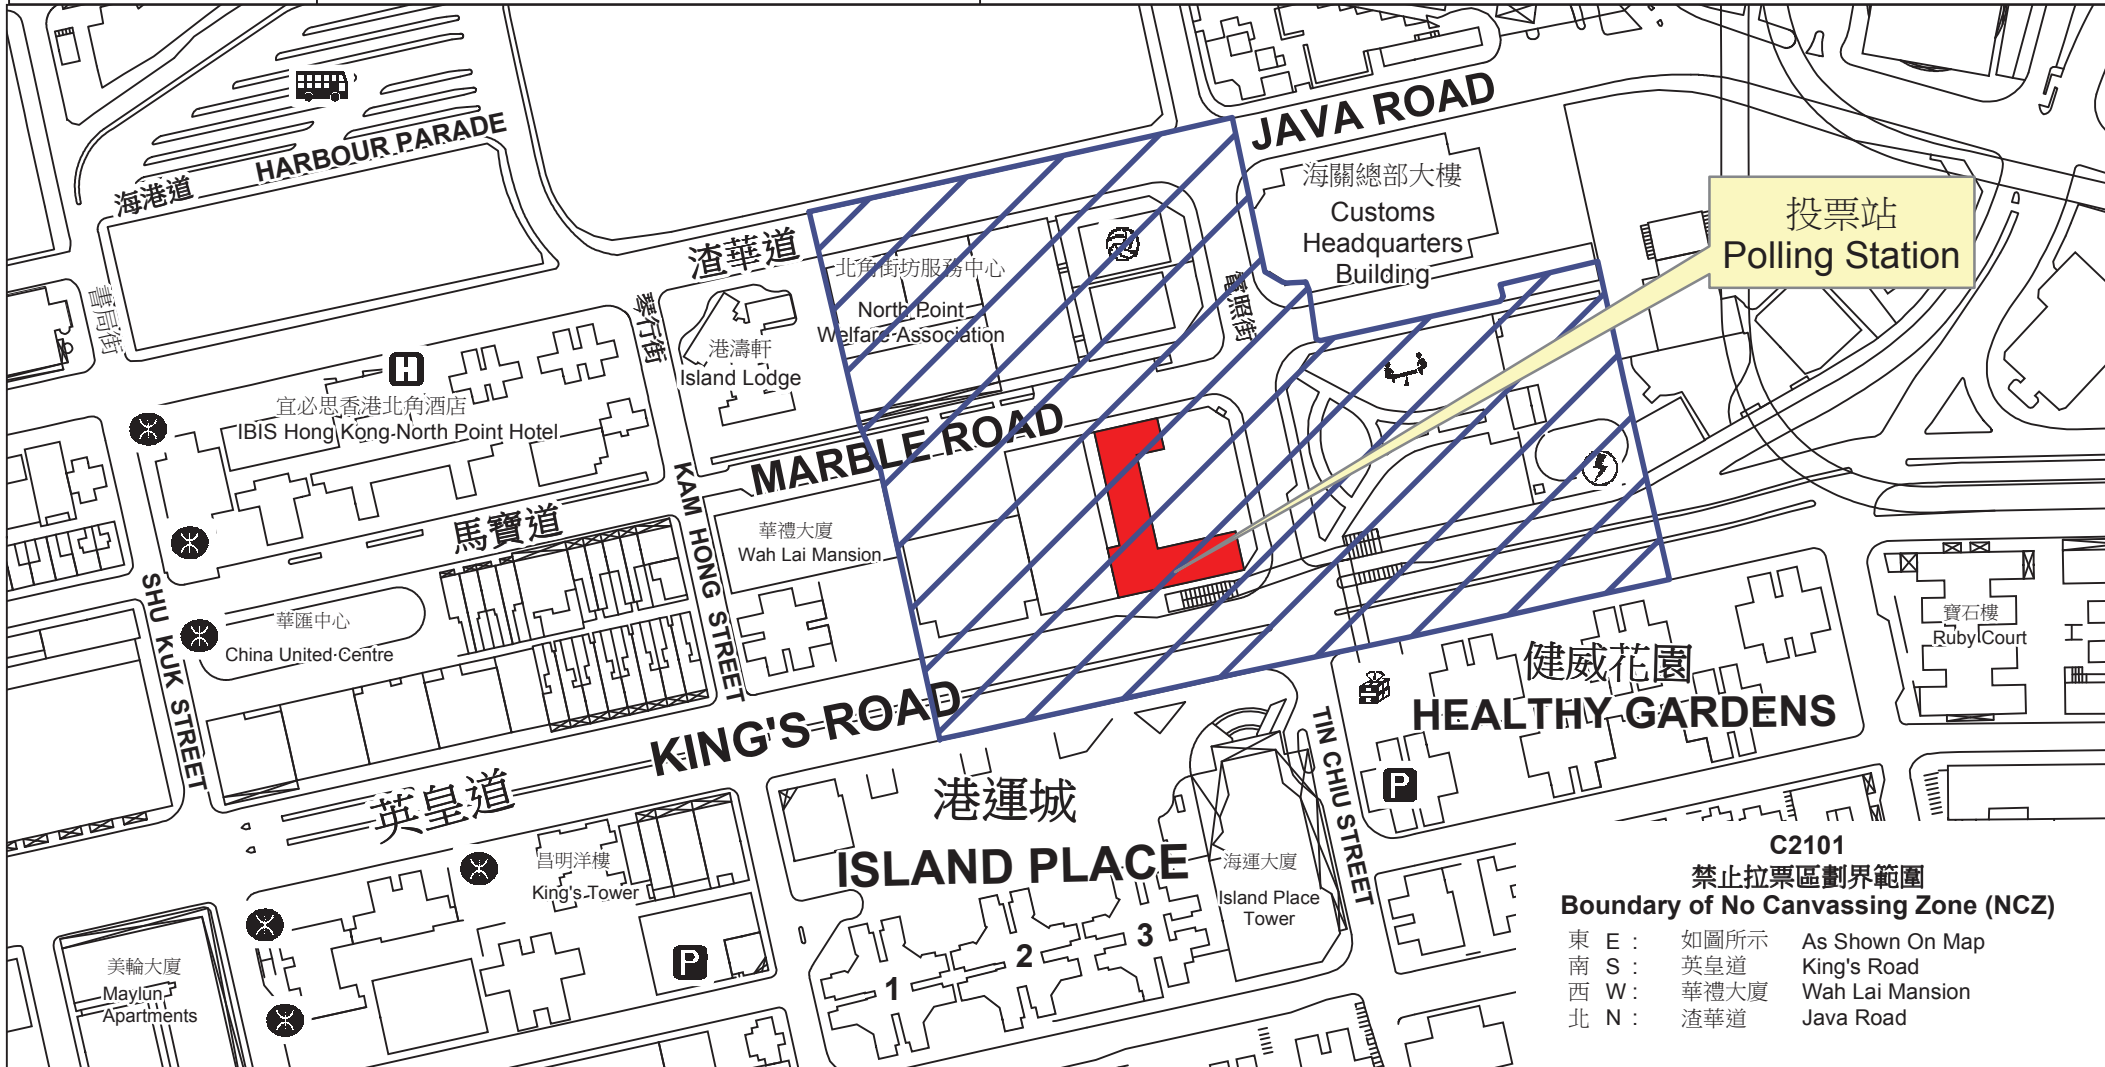 JAVA ROAD
HARBOUR PARADE
海港道
海關總部大樓
Customs
Headquarters
Building
投票站
Polling Station
渣華道
北角街坊服務中心
North Point
Welfare Association
電照街
書局街
琴行街
港濤軒
Island Lodge
H
宜必思香港北角酒店
IBIS Hong Kong North Point Hotel
MARBLE ROAD
馬寶道
KAM HONG STREET
華禮大廈
Wah Lai Mansion
SHU KUK STREET
華匯中心
China United Centre
寶石樓
Ruby Court
健威花園
HEALTHY GARDENS
KING'S ROAD
英皇道
TIN CHIU STREET
P
港運城
ISLAND PLACE
昌明洋樓
King's Tower
海運大廈
Island Place
Tower
1
2
3
P
美輪大廈
Maylun
Apartments
C2101
禁止拉票區劃界範圍
Boundary of No Canvassing Zone (NCZ)
東 E : 如圖所示 As Shown On Map
南 S : 英皇道 King's Road
西 W : 華禮大廈 Wah Lai Mansion
北 N : 渣華道 Java Road